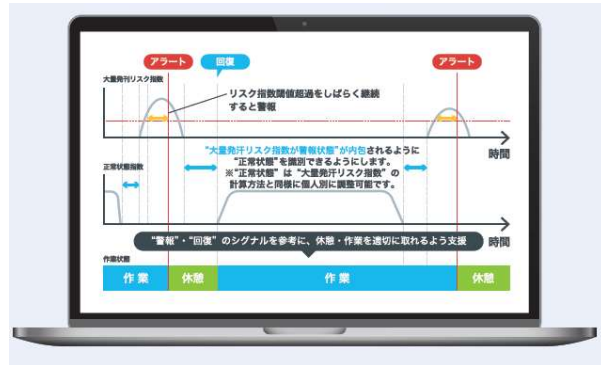 アラート
回復
アラート
大量発刊リスク指数
リスク指数閾値超過をしばらく継続
すると警報
時間
"大量発汗リスク指数が警報状態"が内包されるように
"正常状態"を識別できるようにします。
※"正常状態"は"大量発汗リスク指数"の
計算方法と同様に個人別に調整可能です。
正常状態指数
時間
"警報"・"回復"のシグナルを参考に、休憩・作業を適切に取れるよう支援
作業状態
作業
休憩
作業
休憩